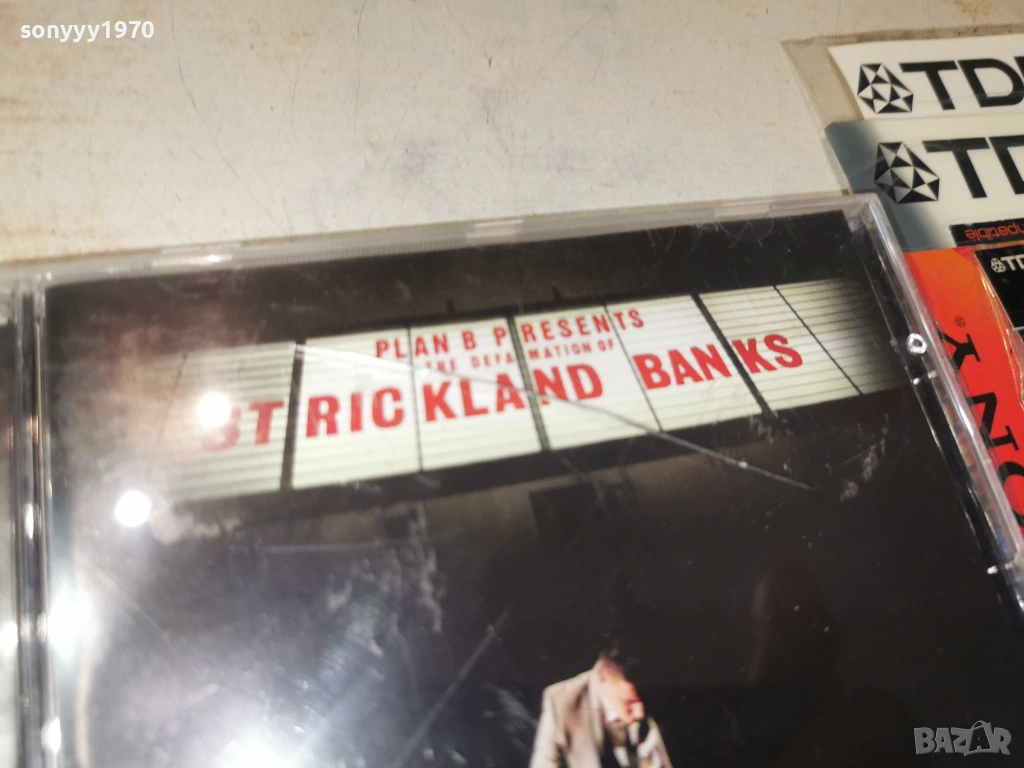 sonyyy1970
TD
TD
PLAN B PRESENTS
THE DEFAMATION OF
STRICKLAND BANKS
BAZAR